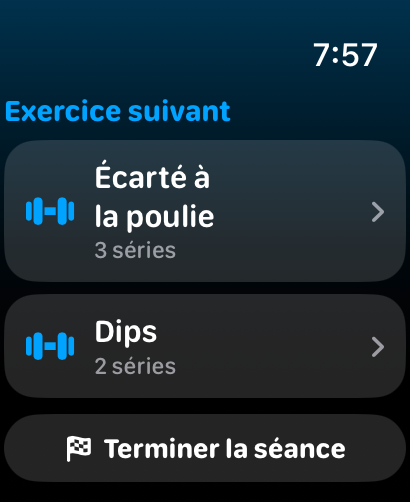 7:57
Exercice suivant
Écarté à
la poulie
3 séries
Dips
2 séries
Terminer la séance